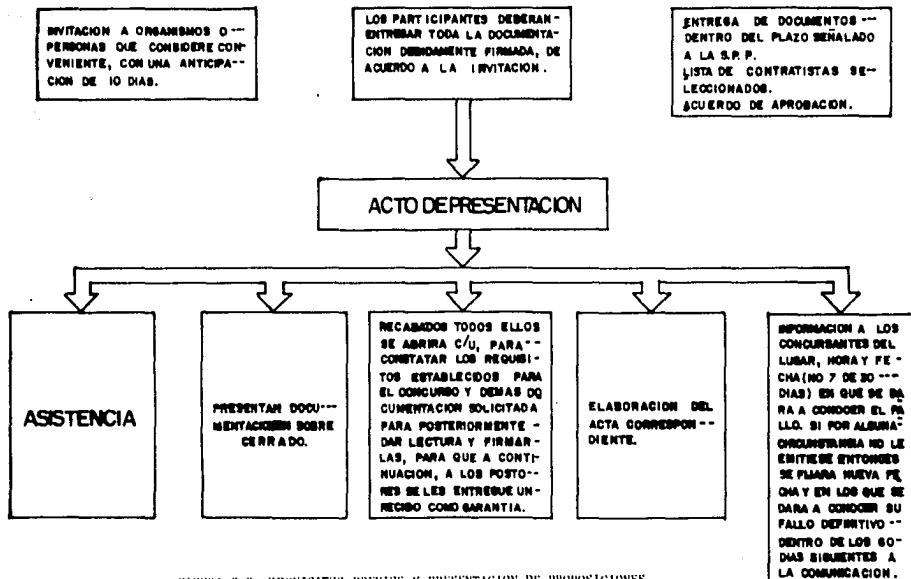 INVITACION A ORGANISMOS O --
PERSONAS QUE CONSIDERE CON-
VENIENTE, CON UNA ANTICIPA--
CION DE 10 DIAS.
LOS PARTICIPANTES DEBERAN-
ENTREGAR TODA LA DOCUMENTA-
CION DEBIDAMENTE FIRMADA, DE
ACUERDO A LA INVITACION.
ENTREGA DE DOCUMENTOS ---
DENTRO DEL PLAZO SEÑALADO
A LA S.P.P.
LISTA DE CONTRATISTAS SE--
LECCIONADOS.
ACUERDO DE APROBACION.
ACTO DE PRESENTACION
ASISTENCIA
PRESENTAR DOCU---
MENTACION SOBRE
CERRADO.
RECABADOS TODOS ELLOS
SE ABRIRA C/U, PARA--
CONSTATAR LOS REQUISI-
TOS ESTABLECIDOS PARA
EL CONCURSO Y DEMAS DO
CUMENTACION SOLICITADA
PARA POSTERIORMENTE -
DAR LECTURA Y FIRMAR-
LAS, PARA QUE A CONTI-
NUACION, A LOS POSTO--
RES SE LES ENTREGUE UN-
RECIBO COMO GARANTIA.
ELABORACION DEL
ACTA CORRESPON--
DIENTE.
INFORMACION A LOS
CONCURSANTES DEL
LUGAR, HORA Y FE -
CHA (NO 7 DE 30 ---
DIAS) EN QUE SE DA
RA A CONOCER EL FA
LLO. SI POR ALGUNA-
CIRCUNSTANCIA NO LE
EMITIESE ENTONCES
SE FIJARA NUEVA FE
CHA Y EN LOS QUE SE
DARA A CONOCER SU
FALLO DEFINITIVO --
DENTRO DE LOS 60-
DIAS SIGUIENTES A
LA COMUNICACION.
PRESENTACION DE PROPOSICIONES